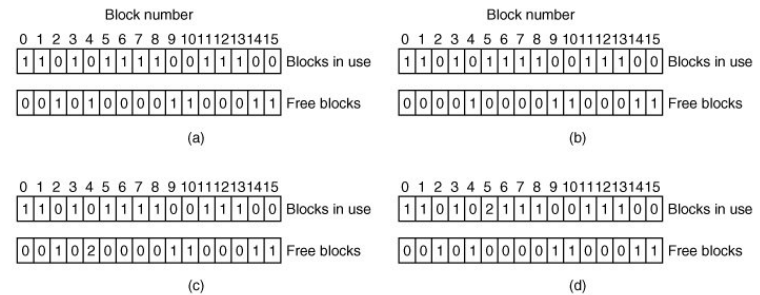 Block number
0 1 2 3 4 5 6 7 8 9 10 11 12 13 14 15
1 1 0 1 0 1 1 1 1 0 0 1 1 1 0 0 Blocks in use
0 0 1 0 1 0 0 0 0 1 1 0 0 0 1 1 Free blocks
(a)
Block number
0 1 2 3 4 5 6 7 8 9 10 11 12 13 14 15
1 1 0 1 0 1 1 1 1 0 0 1 1 1 0 0 Blocks in use
0 0 0 0 1 0 0 0 0 1 1 0 0 0 1 1 Free blocks
(b)
0 1 2 3 4 5 6 7 8 9 10 11 12 13 14 15
1 1 0 1 0 1 1 1 1 0 0 1 1 1 0 0 Blocks in use
0 0 1 0 2 0 0 0 0 1 1 0 0 0 1 1 Free blocks
(c)
0 1 2 3 4 5 6 7 8 9 10 11 12 13 14 15
1 1 0 1 0 2 1 1 1 0 0 1 1 1 0 0 Blocks in use
0 0 1 0 1 0 0 0 0 1 1 0 0 0 1 1 Free blocks
(d)